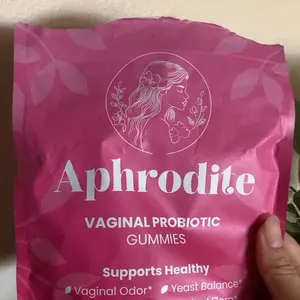 Aphrodite
VAGINAL PROBIOTIC
GUMMIES
Supports Healthy
Vaginal Odor* Yeast Balance*